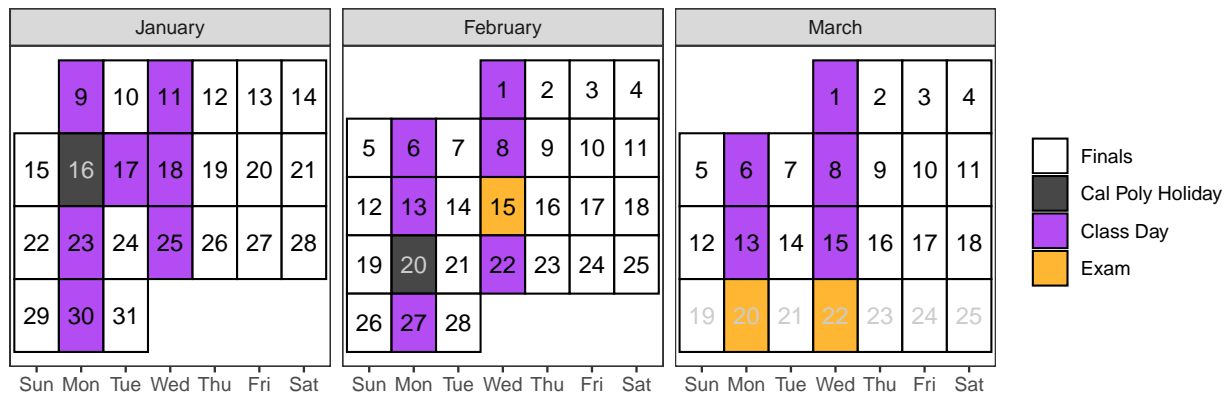 January
9 10 11 12 13 14
15 16 17 18 19 20 21
22 23 24 25 26 27 28
29 30 31
Sun Mon Tue Wed Thu Fri Sat
February
1 2 3 4
5 6 7 8 9 10 11
12 13 14 15 16 17 18
19 20 21 22 23 24 25
26 27 28
Sun Mon Tue Wed Thu Fri Sat
March
1 2 3 4
5 6 7 8 9 10 11
12 13 14 15 16 17 18
19 20 21 22 23 24 25
Sun Mon Tue Wed Thu Fri Sat
Finals
Cal Poly Holiday
Class Day
Exam